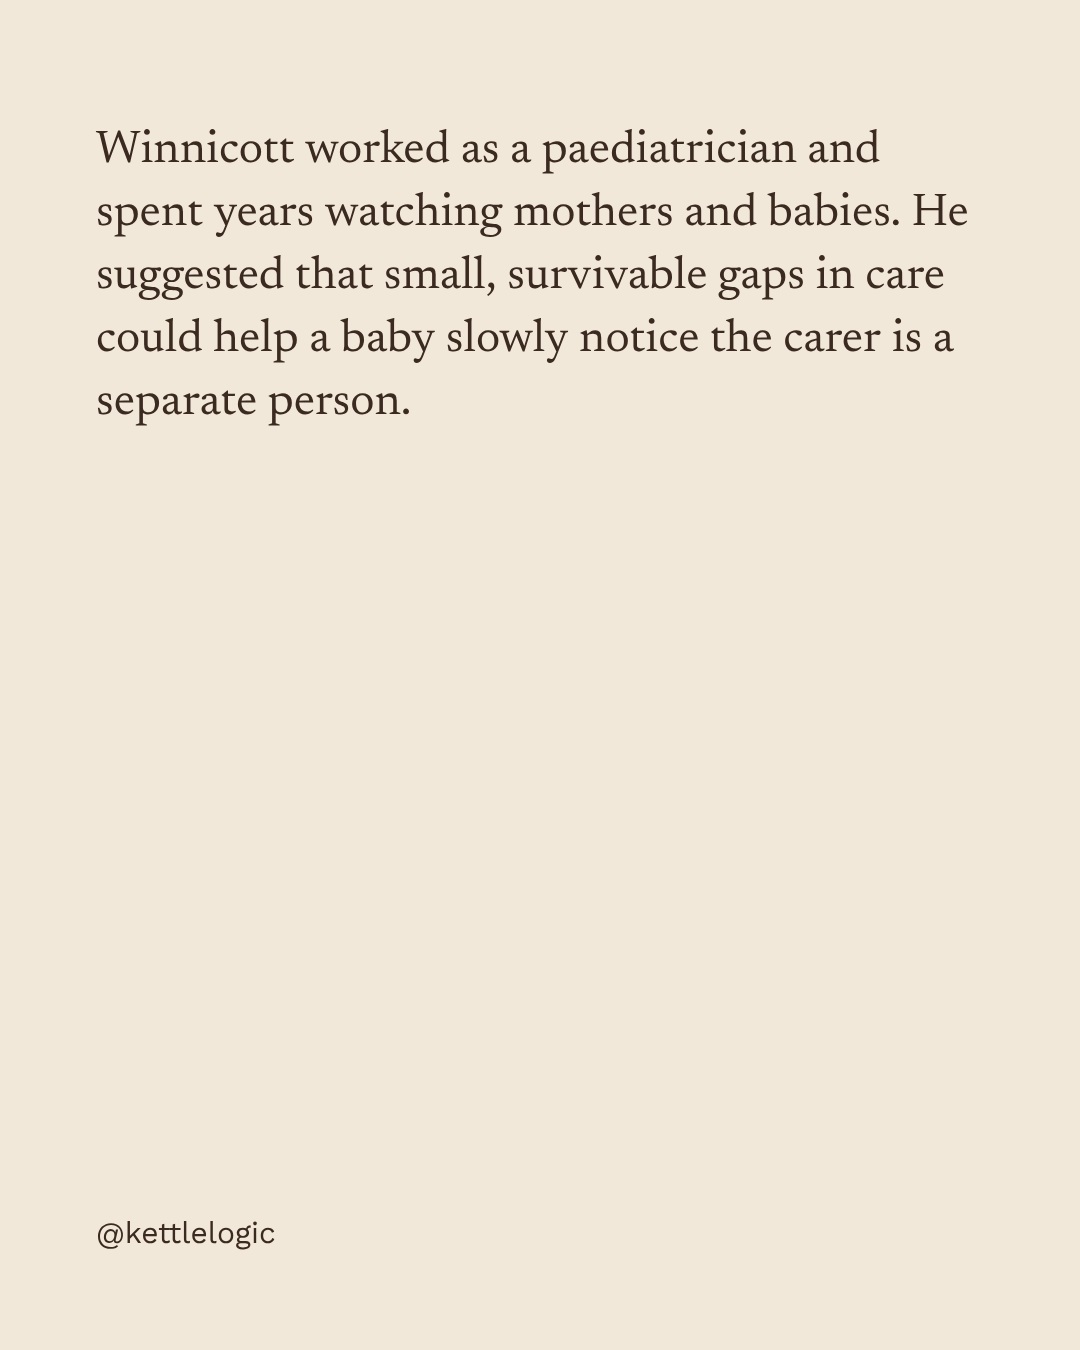 Winnicott worked as a paediatrician and
spent years watching mothers and babies. He
suggested that small, survivable gaps in care
could help a baby slowly notice the carer is a
separate person.
@kettlelogic